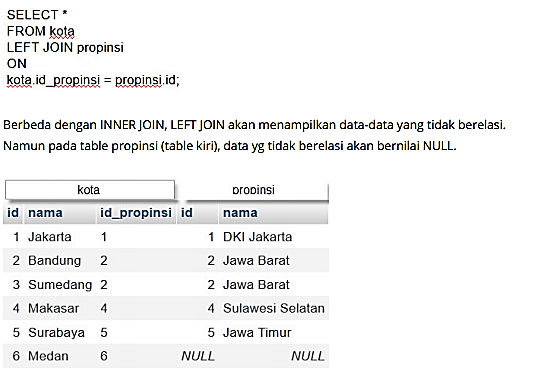 SELECT *
FROM kota
LEFT JOIN propinsi
ON
kota.id_propinsi = propinsi.id;
Berbeda dengan INNER JOIN, LEFT JOIN akan menampilkan data-data yang tidak berelasi.
Namun pada table propinsi (table kiri), data yg tidak berelasi akan bernilai NULL.
kota propinsi
id nama id_propinsi id nama
1 Jakarta 1 1 DKI Jakarta
2 Bandung 2 2 Jawa Barat
3 Sumedang 2 2 Jawa Barat
4 Makasar 4 4 Sulawesi Selatan
5 Surabaya 5 5 Jawa Timur
6 Medan 6 NULL NULL